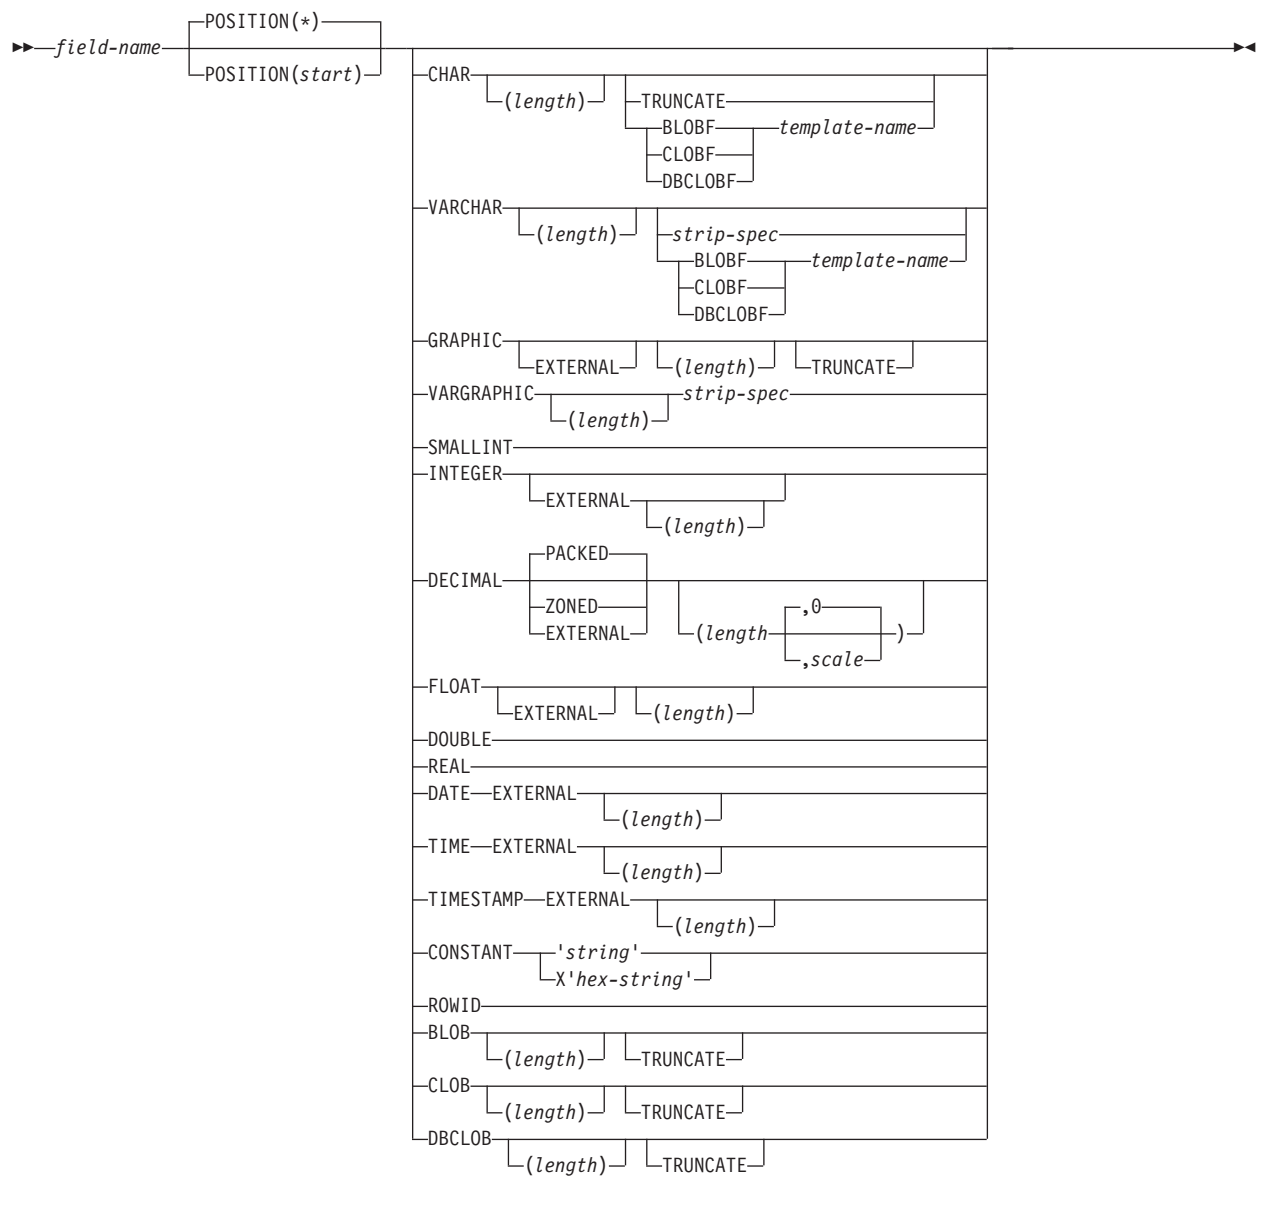 POSITION(*)
field-name
POSITION(start)
CHAR
(length)
TRUNCATE
BLOBF template-name
CLOBF
DBCLOBF
VARCHAR
(length) strip-spec
BLOBF template-name
CLOBF
DBCLOBF
GRAPHIC
EXTERNAL (length) TRUNCATE
VARGRAPHIC strip-spec
(length)
SMALLINT
INTEGER
EXTERNAL
(length)
PACKED
DECIMAL
ZONED ,0
EXTERNAL (length )
,scale
FLOAT
EXTERNAL (length)
DOUBLE
REAL
DATE EXTERNAL
(length)
TIME EXTERNAL
(length)
TIMESTAMP EXTERNAL
(length)
CONSTANT 'string'
X'hex-string'
ROWID
BLOB
(length) TRUNCATE
CLOB
(length) TRUNCATE
DBCLOB
(length) TRUNCATE